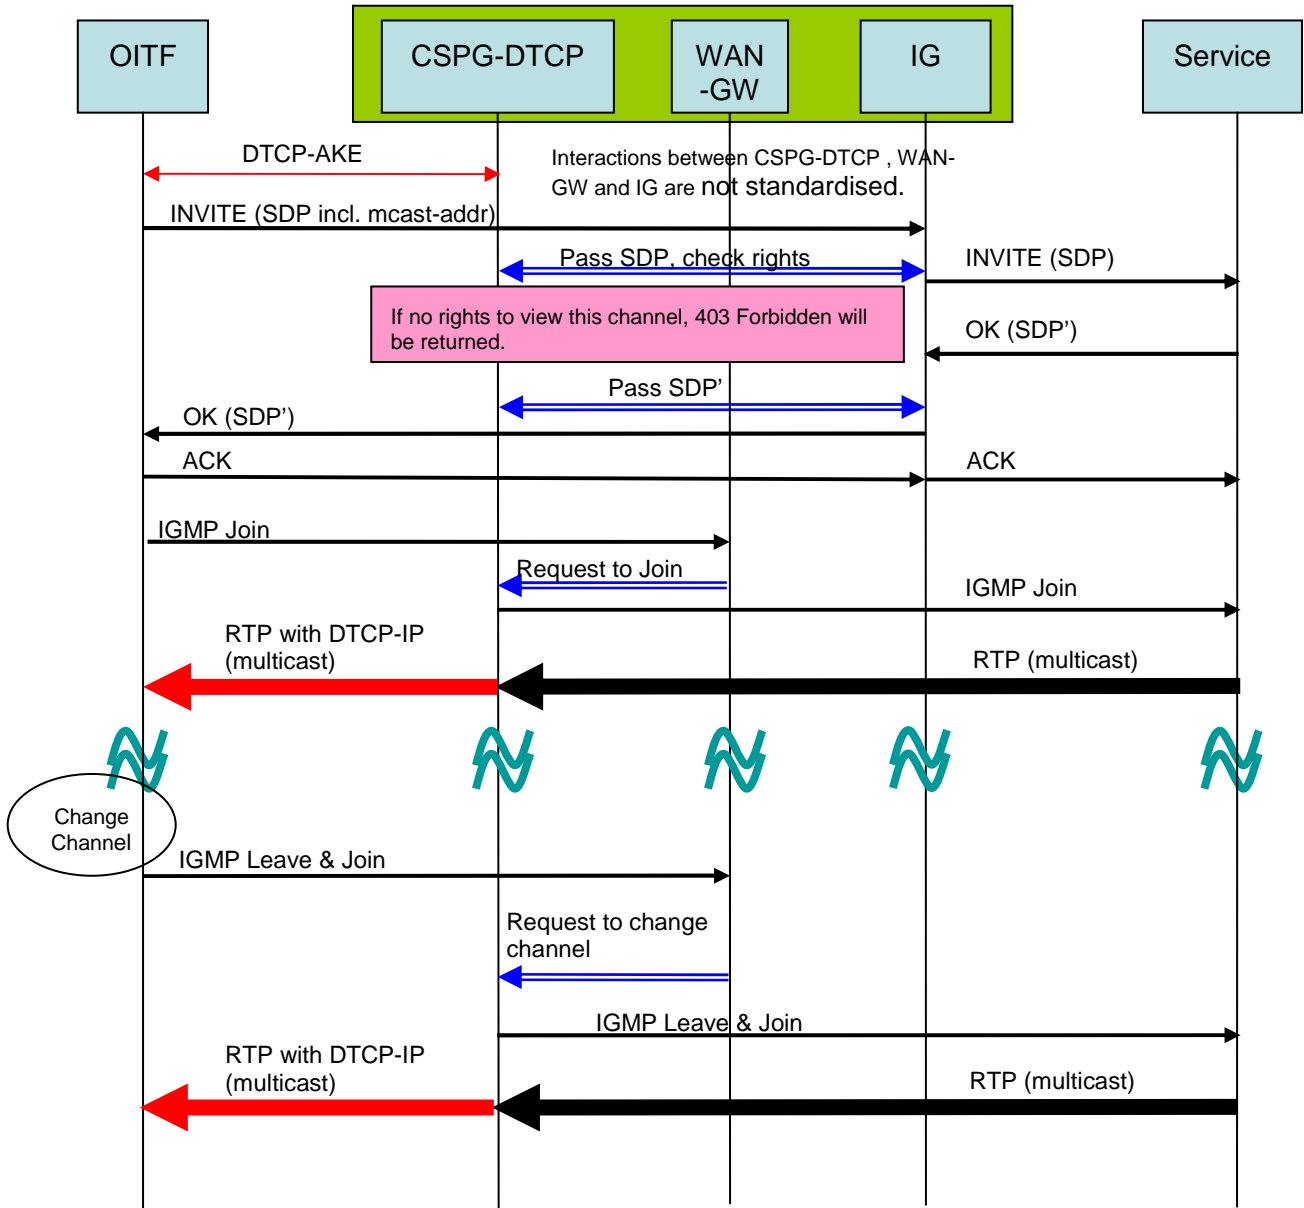 OITF
CSPG-DTCP
WAN
-GW
IG
Service
DTCP-AKE
Interactions between CSPG-DTCP , WAN-
GW and IG are not standardised.
INVITE (SDP incl. mcast-addr)
Pass SDP, check rights
INVITE (SDP)
If no rights to view this channel, 403 Forbidden will
be returned.
OK (SDP’)
Pass SDP’
OK (SDP’)
ACK
ACK
IGMP Join
Request to Join
IGMP Join
RTP with DTCP-IP
(multicast)
RTP (multicast)
Change
Channel
IGMP Leave & Join
Request to change
channel
IGMP Leave & Join
RTP with DTCP-IP
(multicast)
RTP (multicast)